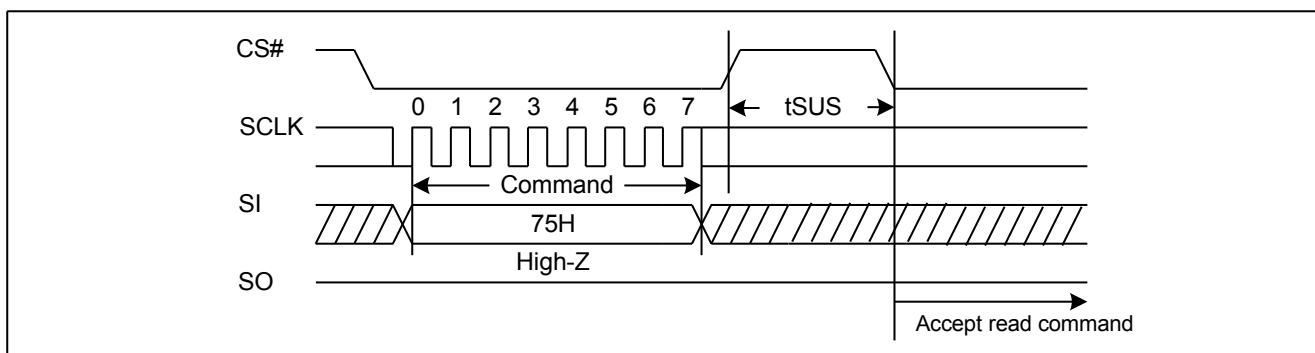 CS#
tSUS
0 1 2 3 4 5 6 7
SCLK
Command
SI
75H
High-Z
SO
Accept read command